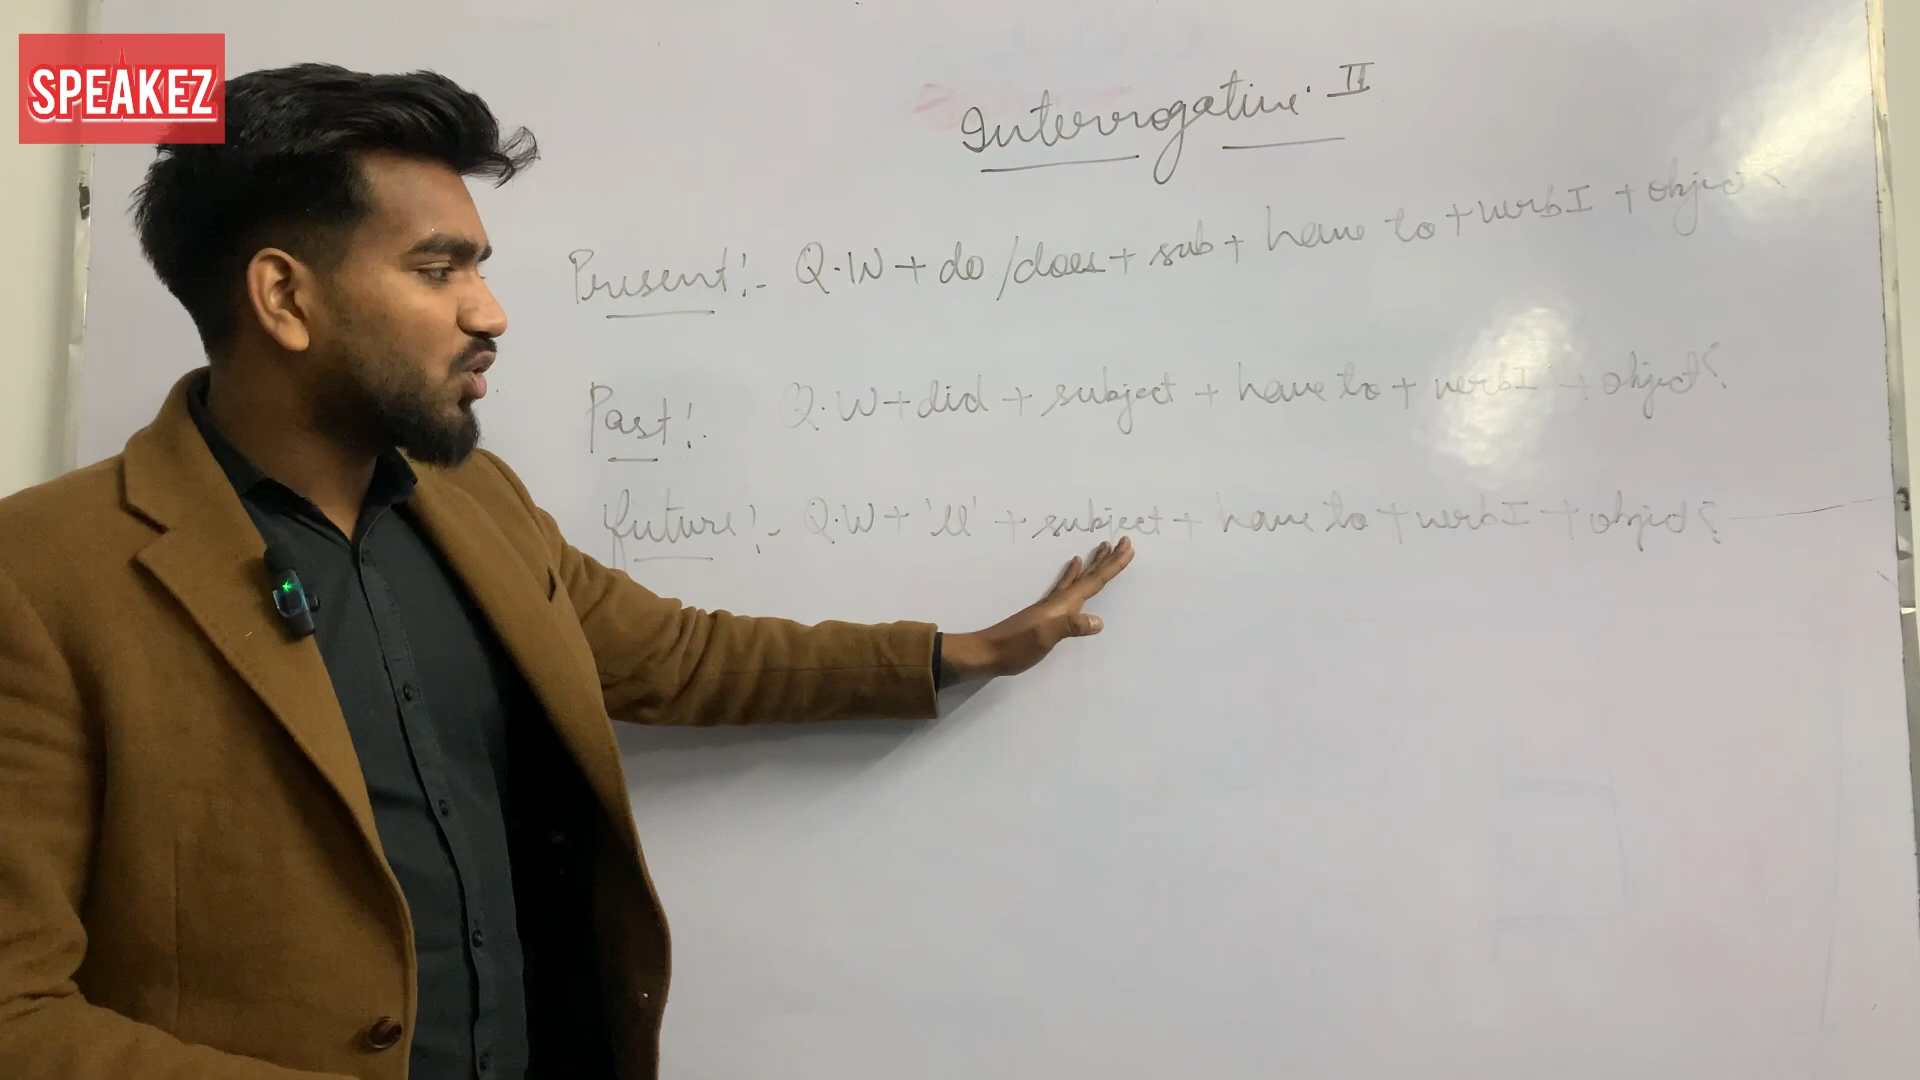 SPEAKEZ
Interrogative II
Present :- Q.W + do/does + sub + have to + verb I + object?
Past :- Q.W + did + subject + have to + verb I + object?
future :- Q.W + 'll' + subject + have to + verb I + object?